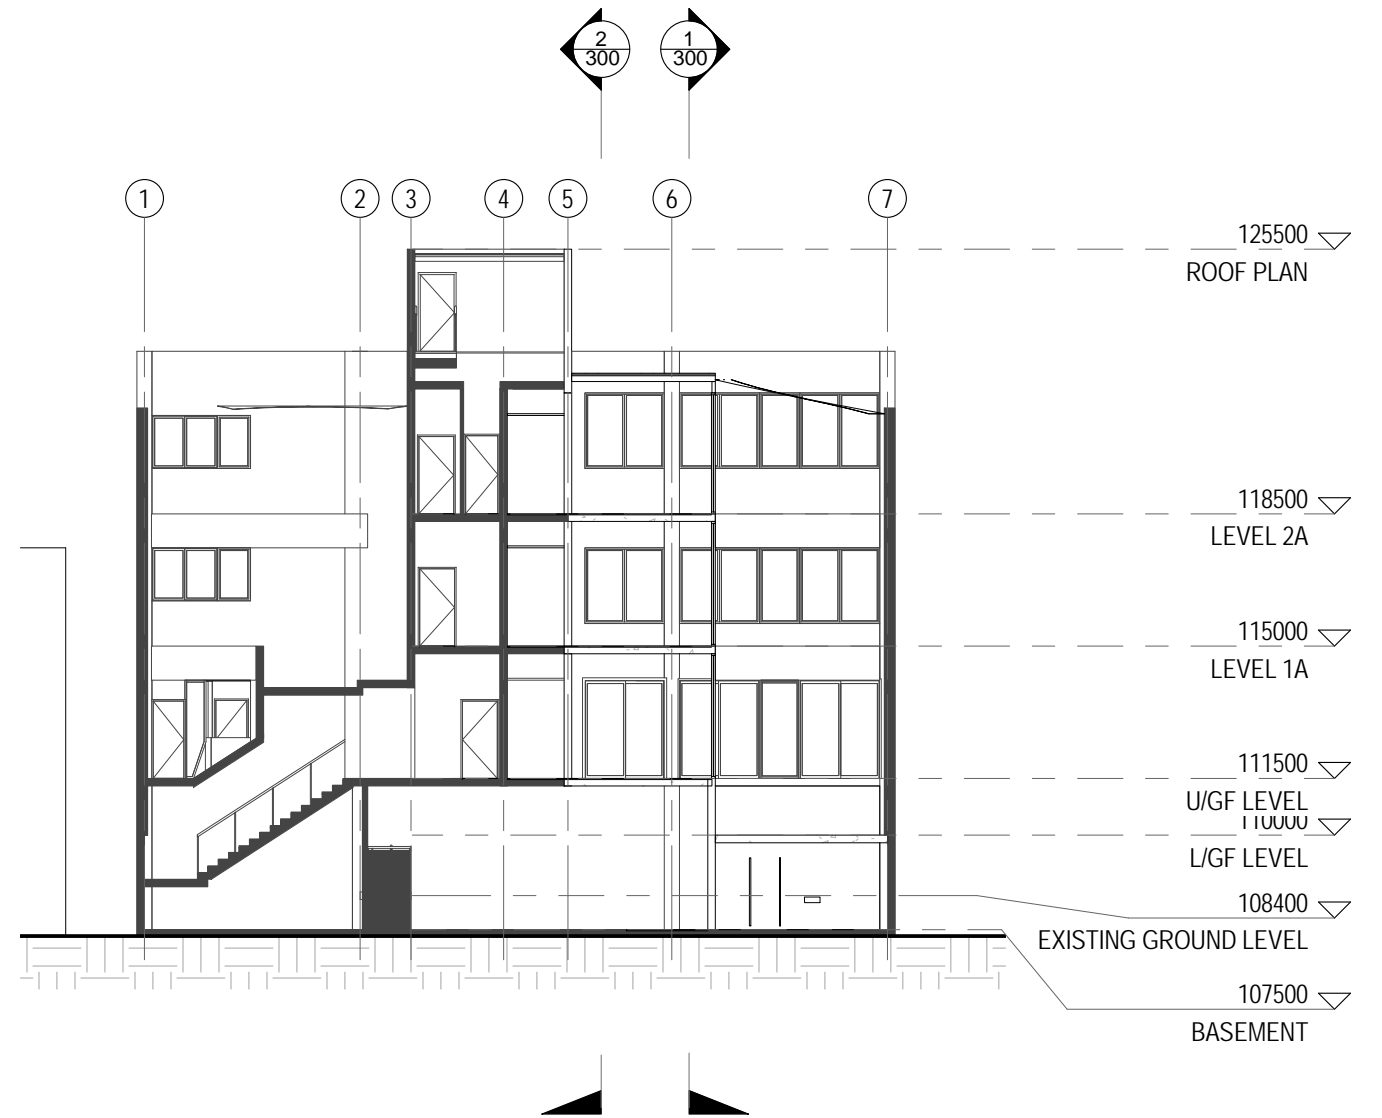 2
300
1
300
1
2
3
4
5
6
7
125500
ROOF PLAN
118500
LEVEL 2A
115000
LEVEL 1A
111500
U/GF LEVEL
110000
L/GF LEVEL
108400
EXISTING GROUND LEVEL
107500
BASEMENT